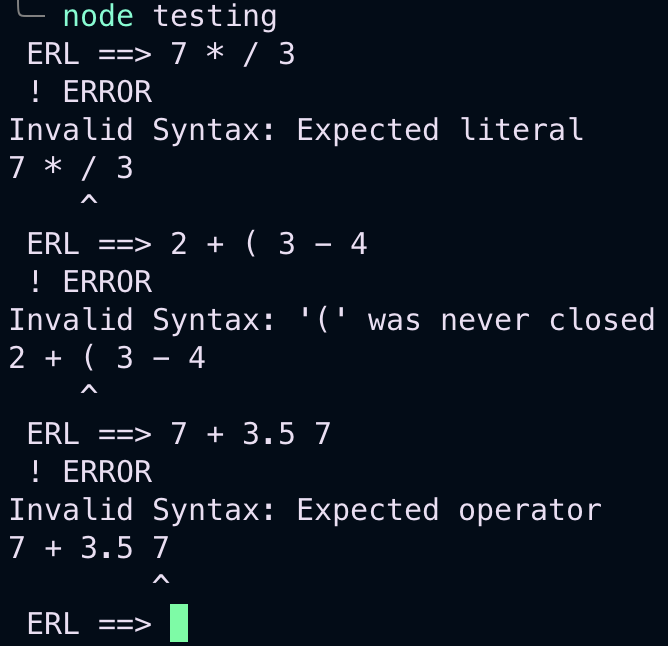 ╰─ node testing
 ERL ==> 7 * / 3
 ! ERROR
Invalid Syntax: Expected literal
7 * / 3
    ^
 ERL ==> 2 + ( 3 - 4
 ! ERROR
Invalid Syntax: '(' was never closed
2 + ( 3 - 4
    ^
 ERL ==> 7 + 3.5 7
 ! ERROR
Invalid Syntax: Expected operator
7 + 3.5 7
        ^
 ERL ==>